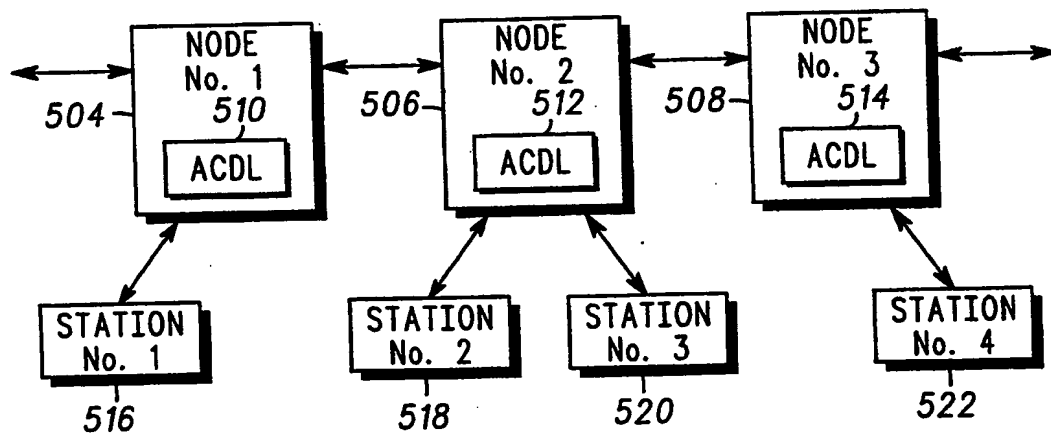 NODE
No. 1
NODE
No. 2
NODE
No. 3
504
510
506
512
508
514
ACDL
ACDL
ACDL
STATION
No. 1
STATION
No. 2
STATION
No. 3
STATION
No. 4
516
518
520
522